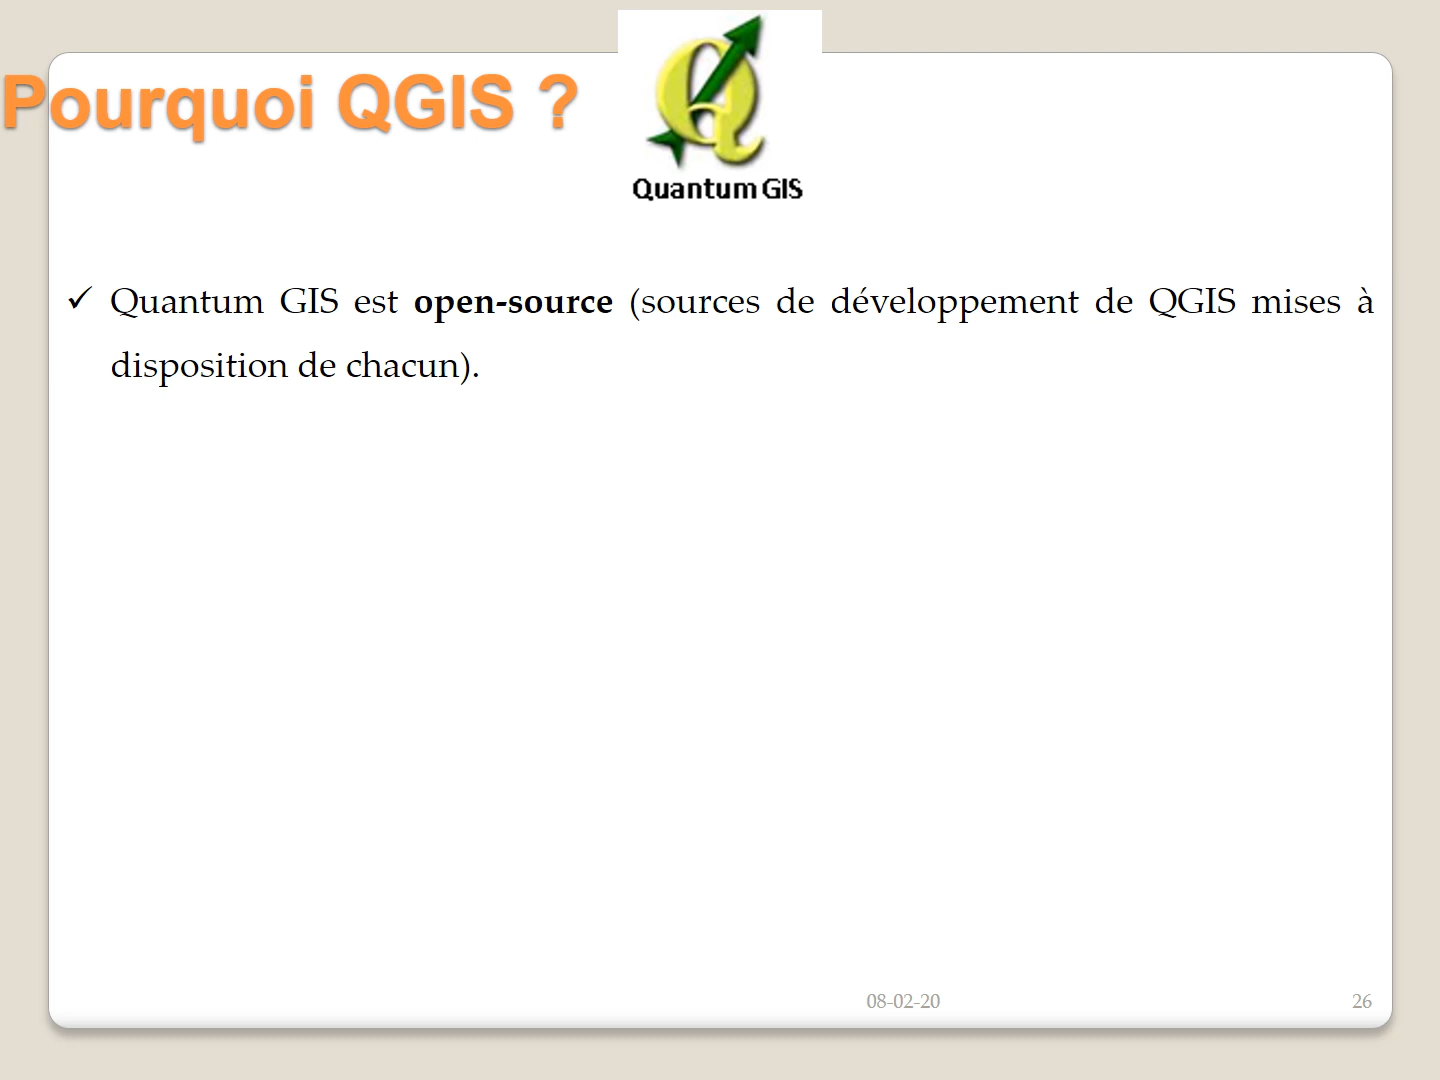 Pourquoi QGIS ?
Quantum GIS
✓ Quantum GIS est open-source (sources de développement de QGIS mises à
disposition de chacun).
08-02-20
26